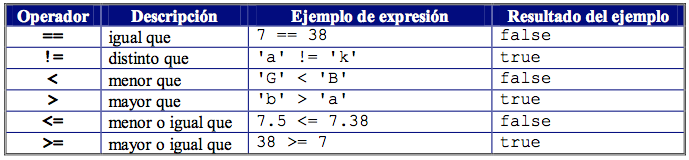 Operador Descripción Ejemplo de expresión Resultado del ejemplo
== igual que 7 == 38 false
!= distinto que 'a' != 'k' true
< menor que 'G' < 'B' false
> mayor que 'b' > 'a' true
<= menor o igual que 7.5 <= 7.38 false
>= mayor o igual que 38 >= 7 true